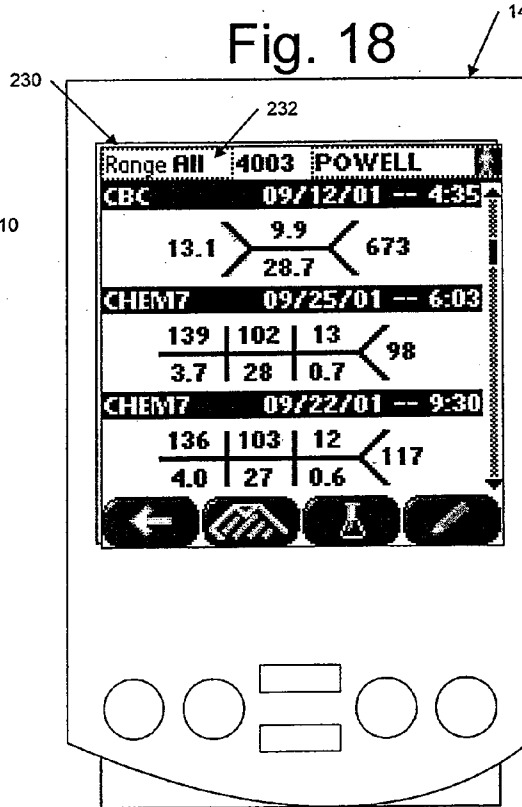 Fig. 18
14
230
232
10
Range All 4003 POWELL
CBC 09/12/01 -- 4:35
9.9
13.1 673
28.7
CHEM7 09/25/01 -- 6:03
139 102 13
98
3.7 28 0.7
CHEM7 09/22/01 -- 9:30
136 103 12
117
4.0 27 0.6